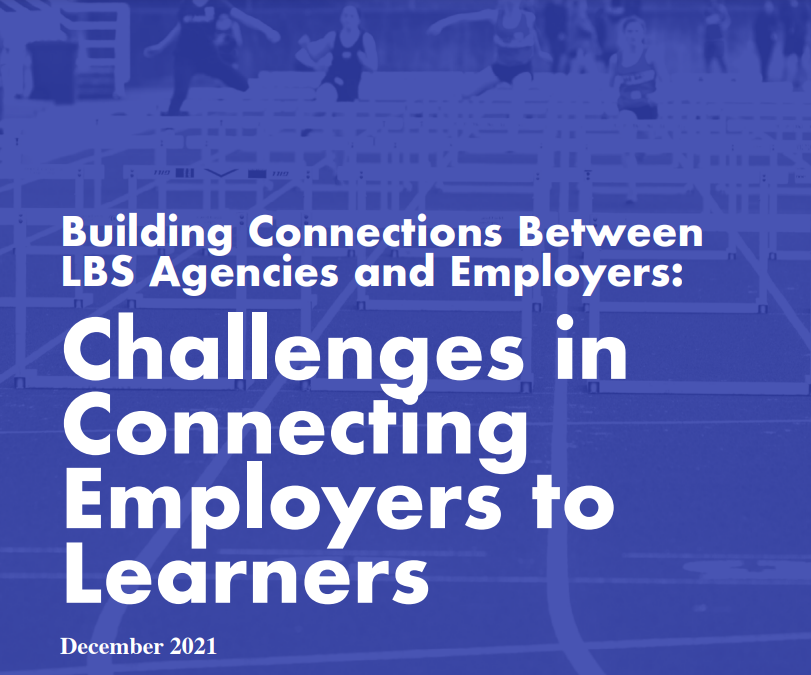 Building Connections Between
LBS Agencies and Employers:
Challenges in
Connecting
Employers to
Learners
December 2021